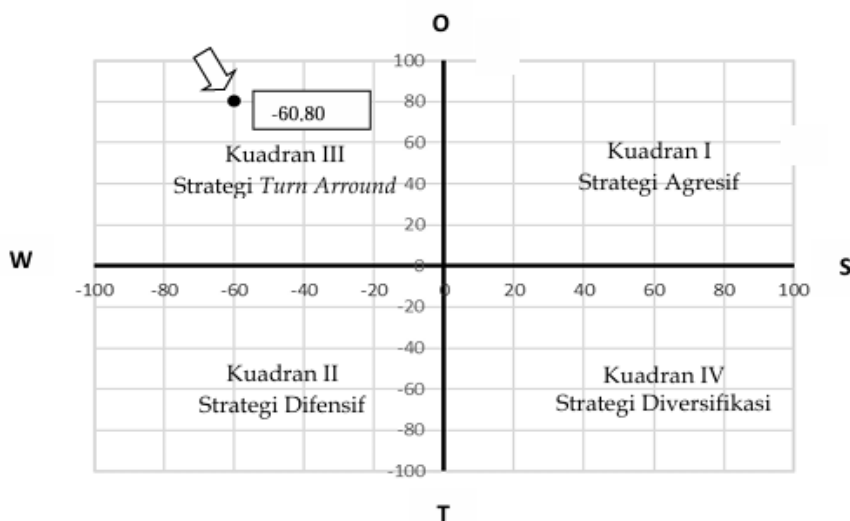 O
100
80
-60,80
60
Kuadran III
Kuadran I
Strategi Turn Arround
40
Strategi Agresif
20
W
0
S
-100
-80
-60
-40
-20
0
20
40
60
80
100
-20
-40
Kuadran II
Kuadran IV
-60
Strategi Difensif
Strategi Diversifikasi
-80
-100
T